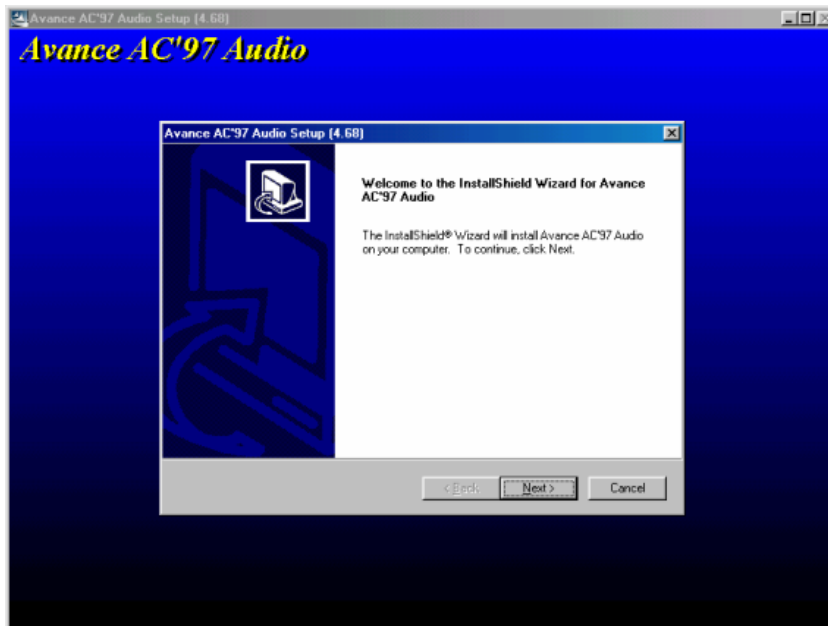 Avance AC'97 Audio Setup (4.68)
Avance AC'97 Audio
Avance AC'97 Audio Setup (4.68)
Welcome to the InstallShield Wizard for Avance
AC'97 Audio
The InstallShield® Wizard will install Avance AC'97 Audio
on your computer. To continue, click Next.
< Back Next > Cancel